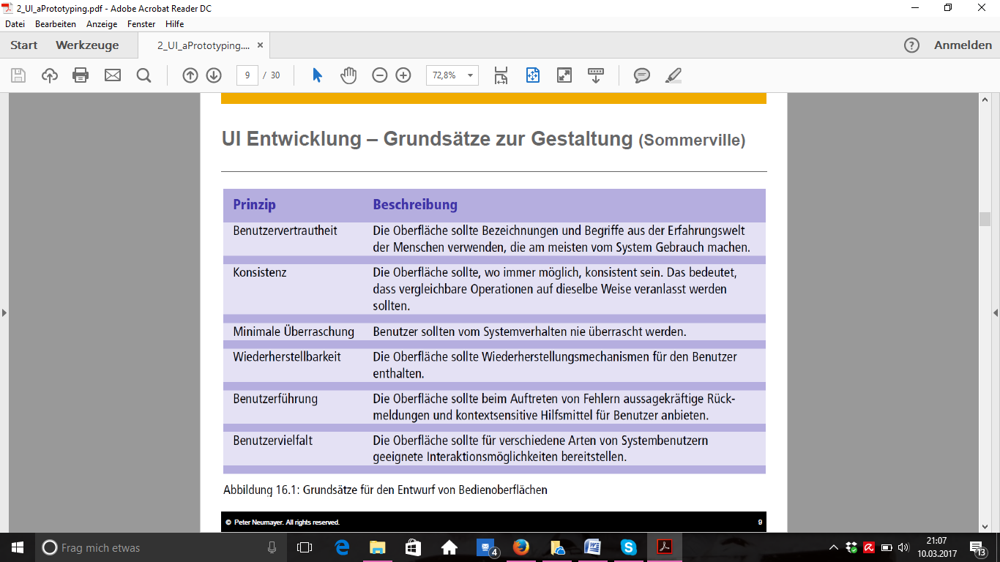 2_UI_aPrototyping.pdf - Adobe Acrobat Reader DC
Datei Bearbeiten Anzeige Fenster Hilfe
Start Werkzeuge 2_UI_aPrototyping.... × ? Anmelden
9 / 30 72,8%
UI Entwicklung – Grundsätze zur Gestaltung (Sommerville)
Prinzip Beschreibung
Benutzervertrautheit Die Oberfläche sollte Bezeichnungen und Begriffe aus der Erfahrungswelt
der Menschen verwenden, die am meisten vom System Gebrauch machen.
Konsistenz Die Oberfläche sollte, wo immer möglich, konsistent sein. Das bedeutet,
dass vergleichbare Operationen auf dieselbe Weise veranlasst werden
sollten.
Minimale Überraschung Benutzer sollten vom Systemverhalten nie überrascht werden.
Wiederherstellbarkeit Die Oberfläche sollte Wiederherstellungsmechanismen für den Benutzer
enthalten.
Benutzerführung Die Oberfläche sollte beim Auftreten von Fehlern aussagekräftige Rück-
meldungen und kontextsensitive Hilfsmittel für Benutzer anbieten.
Benutzervielfalt Die Oberfläche sollte für verschiedene Arten von Systembenutzern
geeignete Interaktionsmöglichkeiten bereitstellen.
Abbildung 16.1: Grundsätze für den Entwurf von Bedienoberflächen
© Peter Neumayer. All rights reserved. 9
Frag mich etwas 4 21:07
10.03.2017 13